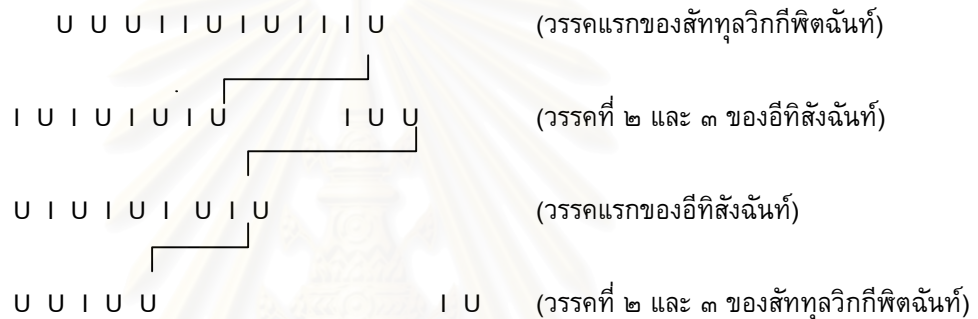 U U U I I U I U I I I U (วรรคแรกของสัททุลวิกกีพิตฉันท์)
I U I U I U I U I U U (วรรคที่ ๒ และ ๓ ของอีทิสังฉันท์)
U I U I U I U I U (วรรคแรกของอีทิสังฉันท์)
U U I U U I U (วรรคที่ ๒ และ ๓ ของสัททุลวิกกีพิตฉันท์)